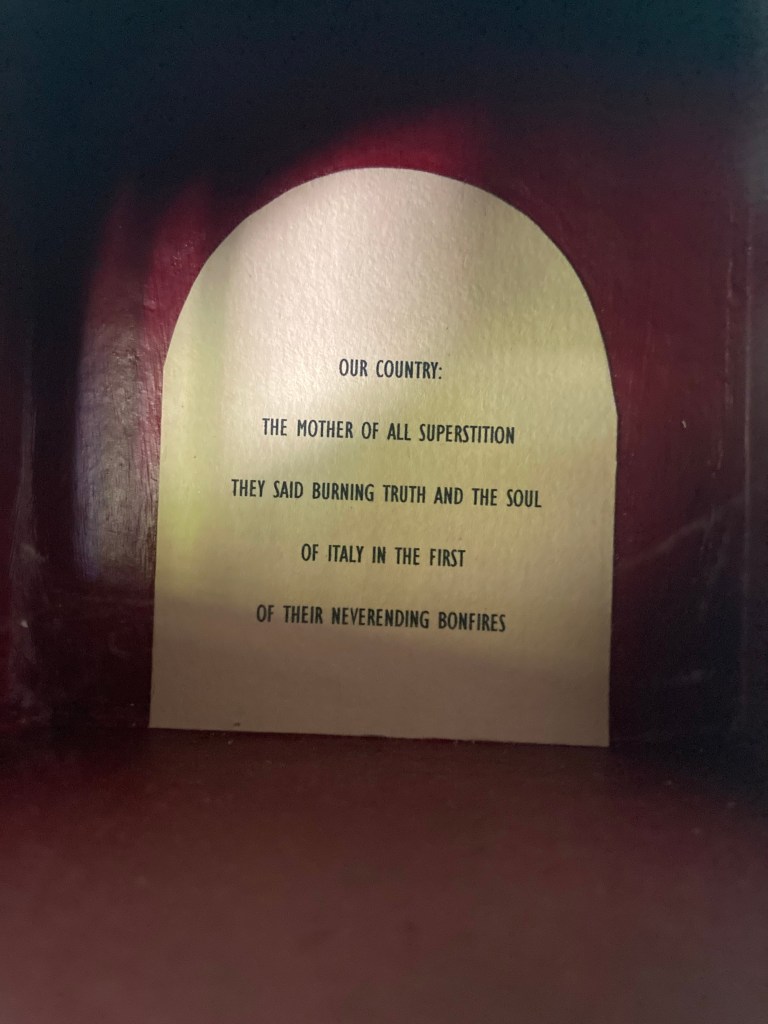 OUR COUNTRY:
THE MOTHER OF ALL SUPERSTITION
THEY SAID BURNING TRUTH AND THE SOUL
OF ITALY IN THE FIRST
OF THEIR NEVERENDING BONFIRES